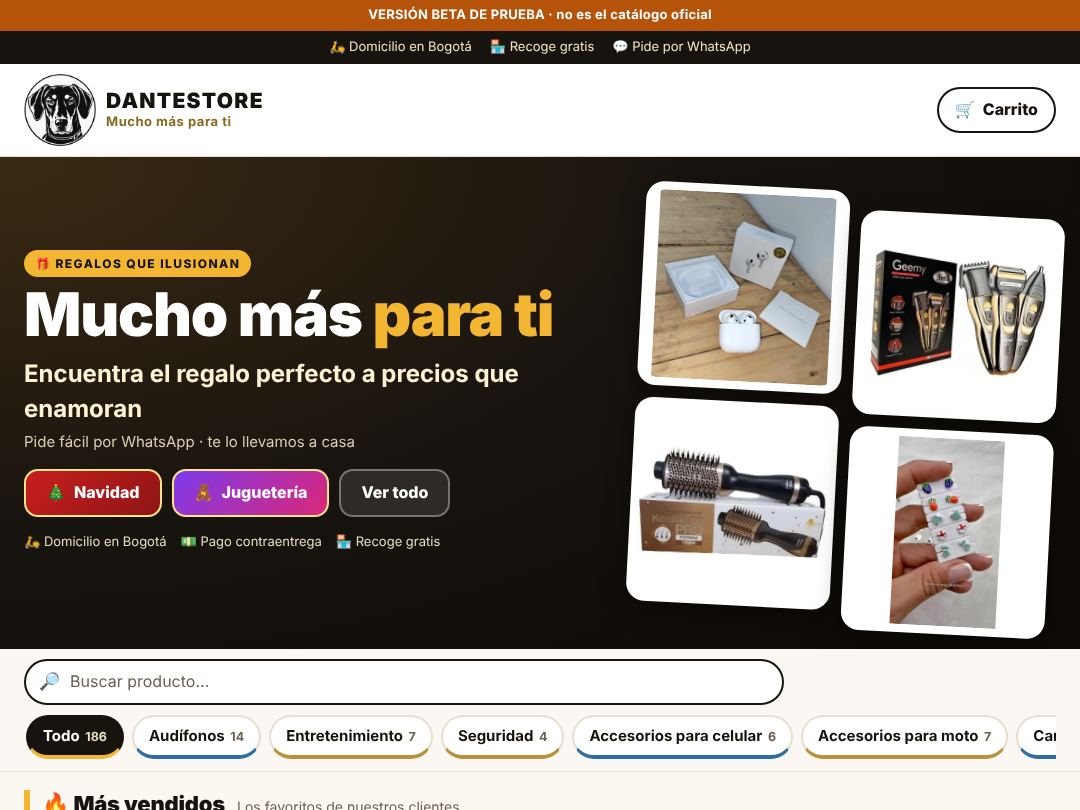 VERSIÓN BETA DE PRUEBA · no es el catálogo oficial
🛵 Domicilio en Bogotá 🏪 Recoge gratis 💬 Pide por WhatsApp
DANTESTORE
Mucho más para ti
🛒 Carrito
🎁 REGALOS QUE ILUSIONAN
Mucho más para ti
Encuentra el regalo perfecto a precios que
enamoran
Pide fácil por WhatsApp · te lo llevamos a casa
🎄 Navidad 🧸 Juguetería Ver todo
🛵 Domicilio en Bogotá 💵 Pago contraentrega 🏪 Recoge gratis
Geemy
PRO
🔎 Buscar producto...
Todo 186 Audífonos 14 Entretenimiento 7 Seguridad 4 Accesorios para celular 6 Accesorios para moto 7
🔥 Más vendidos Los favoritos de nuestros clientes